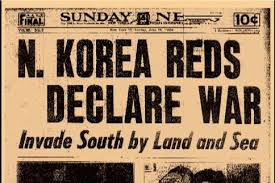 FINAL
SUNDAY NE
10¢
N. KOREA REDS
DECLARE WAR
Invade South by Land and Sea